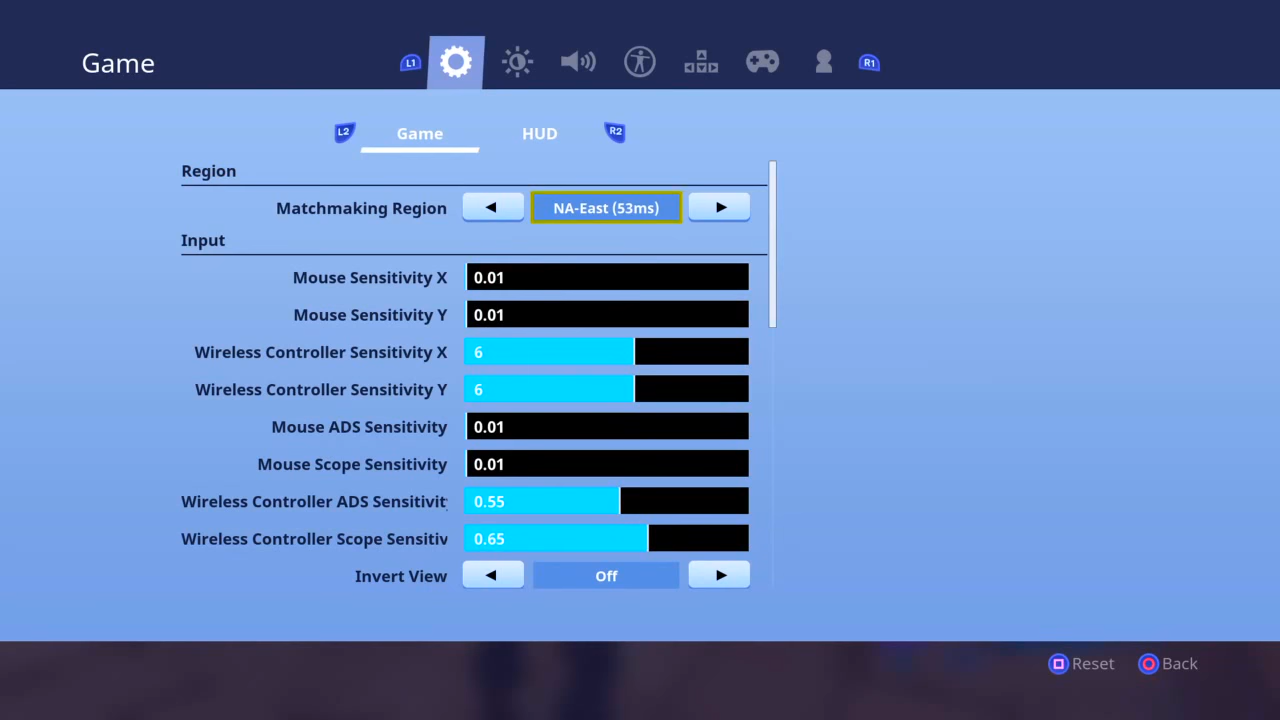 Game
L1
R1
L2
Game
HUD
R2
Region
Matchmaking Region
NA-East (53ms)
Input
Mouse Sensitivity X
0.01
Mouse Sensitivity Y
0.01
Wireless Controller Sensitivity X
6
Wireless Controller Sensitivity Y
6
Mouse ADS Sensitivity
0.01
Mouse Scope Sensitivity
0.01
Wireless Controller ADS Sensitivit
0.55
Wireless Controller Scope Sensitiv
0.65
Invert View
Off
Reset
Back